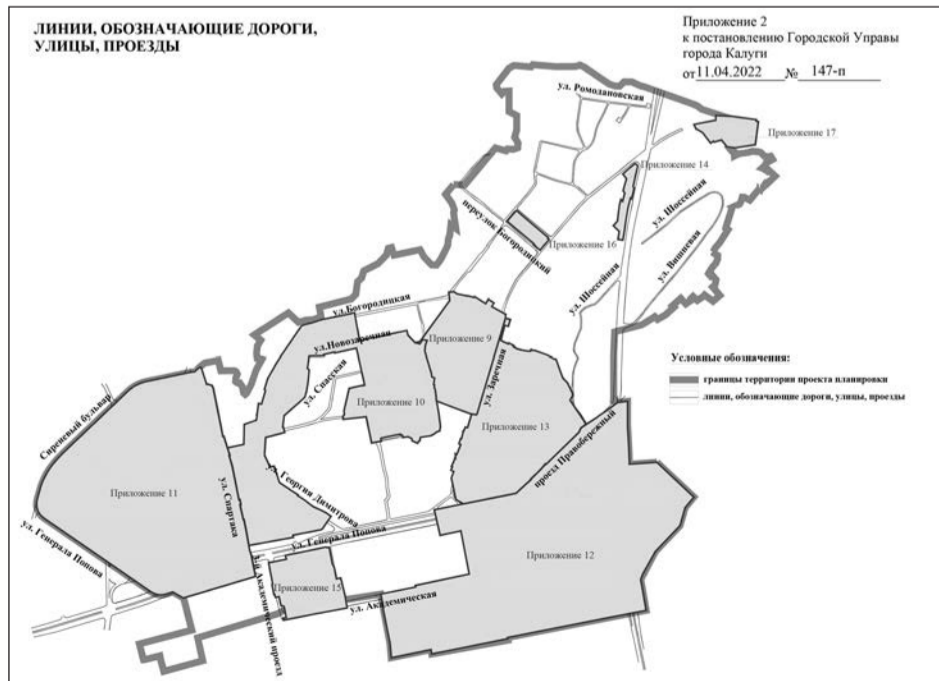 ЛИНИИ, ОБОЗНАЧАЮЩИЕ ДОРОГИ,
УЛИЦЫ, ПРОЕЗДЫ
Приложение 2
к постановлению Городской Управы
города Калуги
от 11.04.2022 № 147-п
ул. Ромодановская
Приложение 17
Приложение 14
ул. Шоссейная
переулок Богородицкий
Приложение 16
ул. Вишневая
ул. Шоссейная
ул.Богородицкая
ул.Новозаречная
Приложение 9
ул. Заречная
ул. Спасская
Условные обозначения:
границы территории проекта планировки
линии, обозначающие дороги, улицы, проезды
Приложение 10
Сиреневый бульвар
Приложение 13
проезд Правобережный
Приложение 11
ул. Спартака
ул. Георгия Димитрова
ул. Генерала Попова
ул. Генерала Попова
Приложение 12
Академический проезд
Приложение 15
ул. Академическая